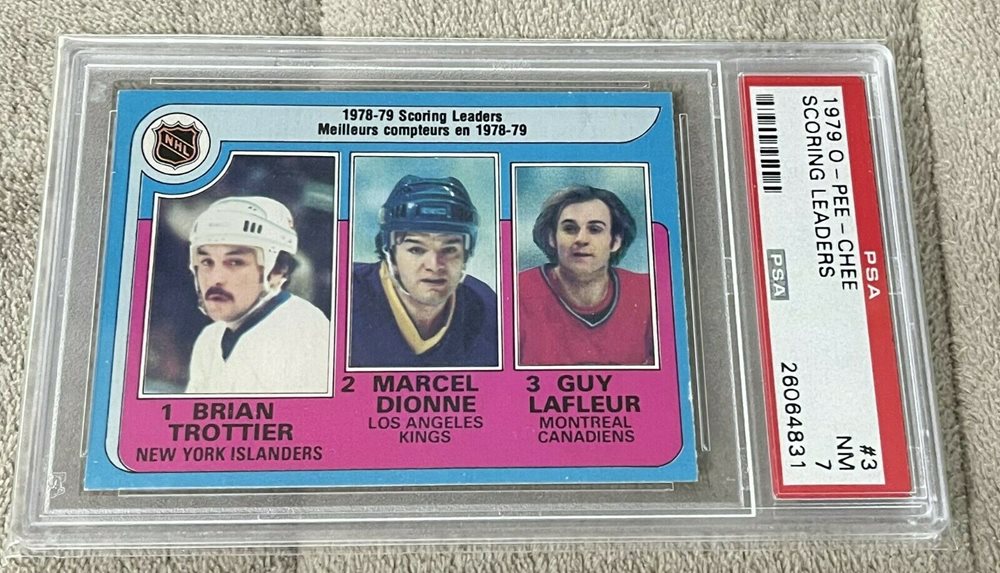 1978-79 Scoring Leaders
Meilleurs compteurs en 1978-79
NHL
1 BRIAN
TROTTIER
NEW YORK ISLANDERS
2 MARCEL
DIONNE
LOS ANGELES
KINGS
3 GUY
LAFLEUR
MONTREAL
CANADIENS
PSA
1979 O-PEE-CHEE
SCORING LEADERS
PSA
#3
NM
7
26064831